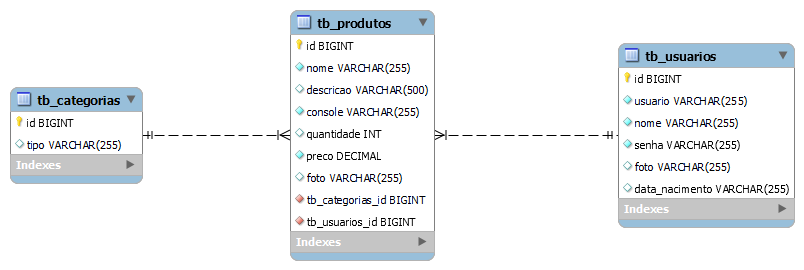 tb_categorias
id BIGINT
tipo VARCHAR(255)
Indexes
tb_produtos
id BIGINT
nome VARCHAR(255)
descricao VARCHAR(500)
console VARCHAR(255)
quantidade INT
preco DECIMAL
foto VARCHAR(255)
tb_categorias_id BIGINT
tb_usuarios_id BIGINT
Indexes
tb_usuarios
id BIGINT
usuario VARCHAR(255)
nome VARCHAR(255)
senha VARCHAR(255)
foto VARCHAR(255)
data_nacimento VARCHAR(255)
Indexes